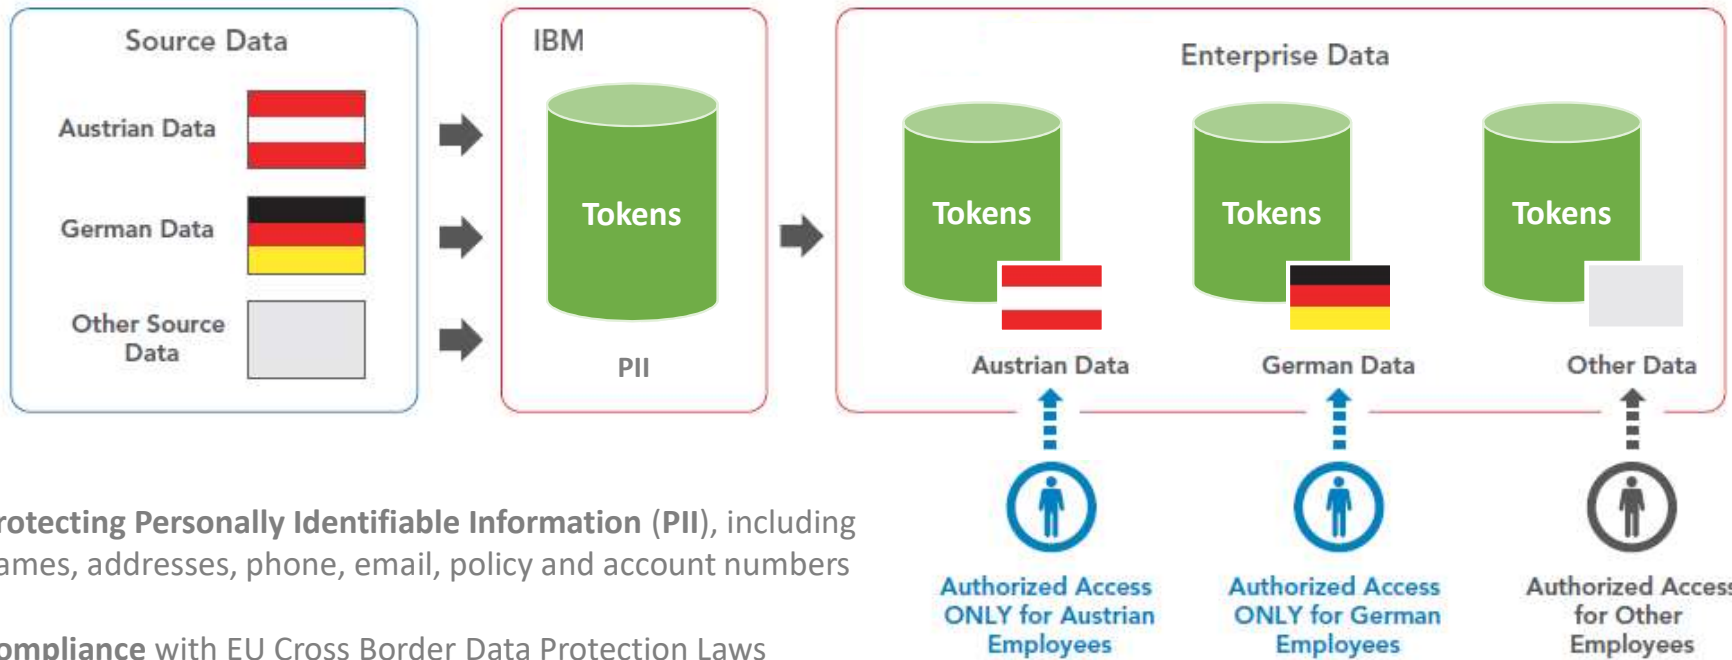 Source Data
Austrian Data
German Data
Other Source
Data
IBM
Tokens
PII
Enterprise Data
Tokens
Tokens
Tokens
Austrian Data
German Data
Other Data
Authorized Access
ONLY for Austrian
Employees
Authorized Access
ONLY for German
Employees
Authorized Access
for Other
Employees
rotecting Personally Identifiable Information (PII), including
ames, addresses, phone, email, policy and account numbers
ompliance with EU Cross Border Data Protection Laws